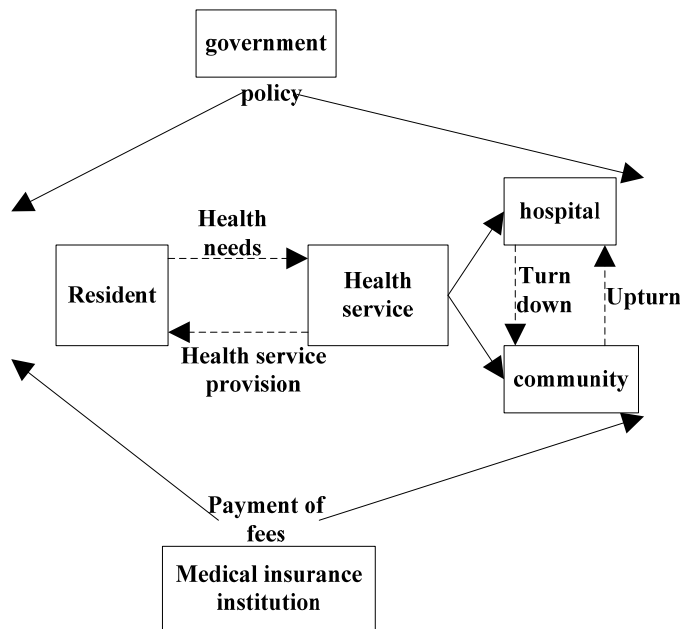 government
policy
hospital
Health
needs
Resident
Health
service
Turn
down
Upturn
Health service
provision
community
Payment of
fees
Medical insurance
institution